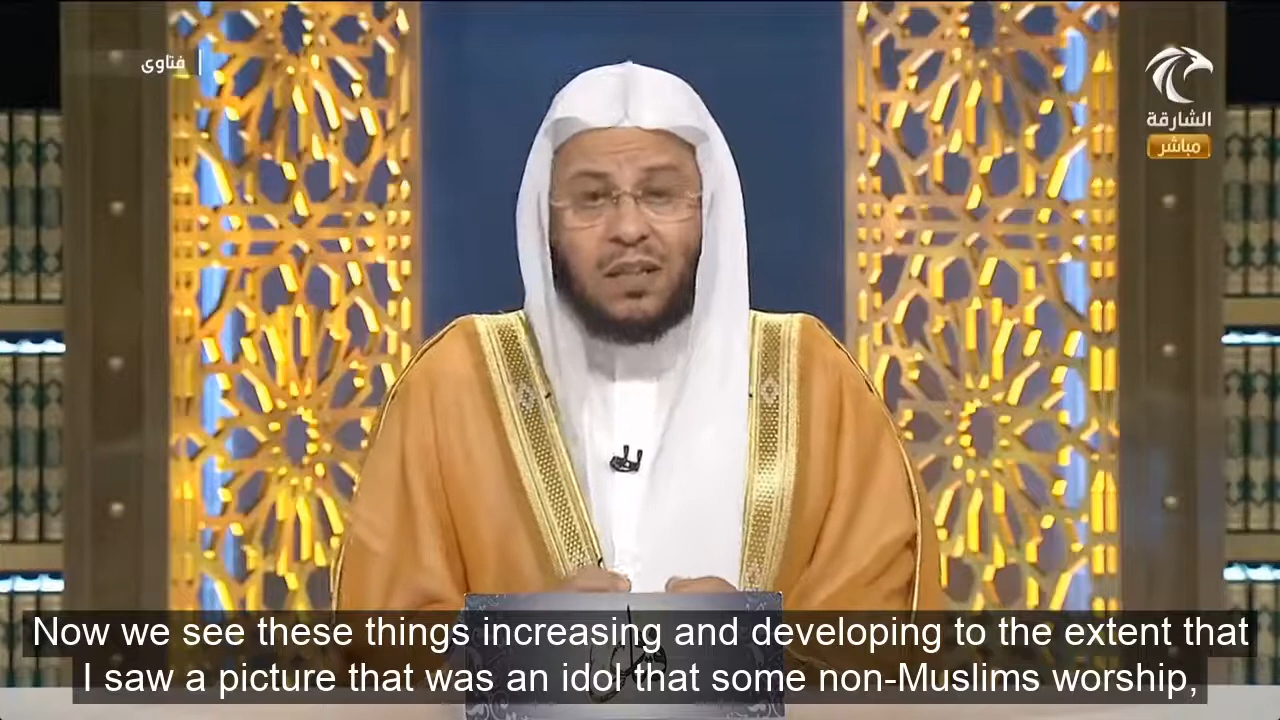 فتاوى
الشارقة
مباشر
Now we see these things increasing and developing to the extent that
I saw a picture that was an idol that some non-Muslims worship,